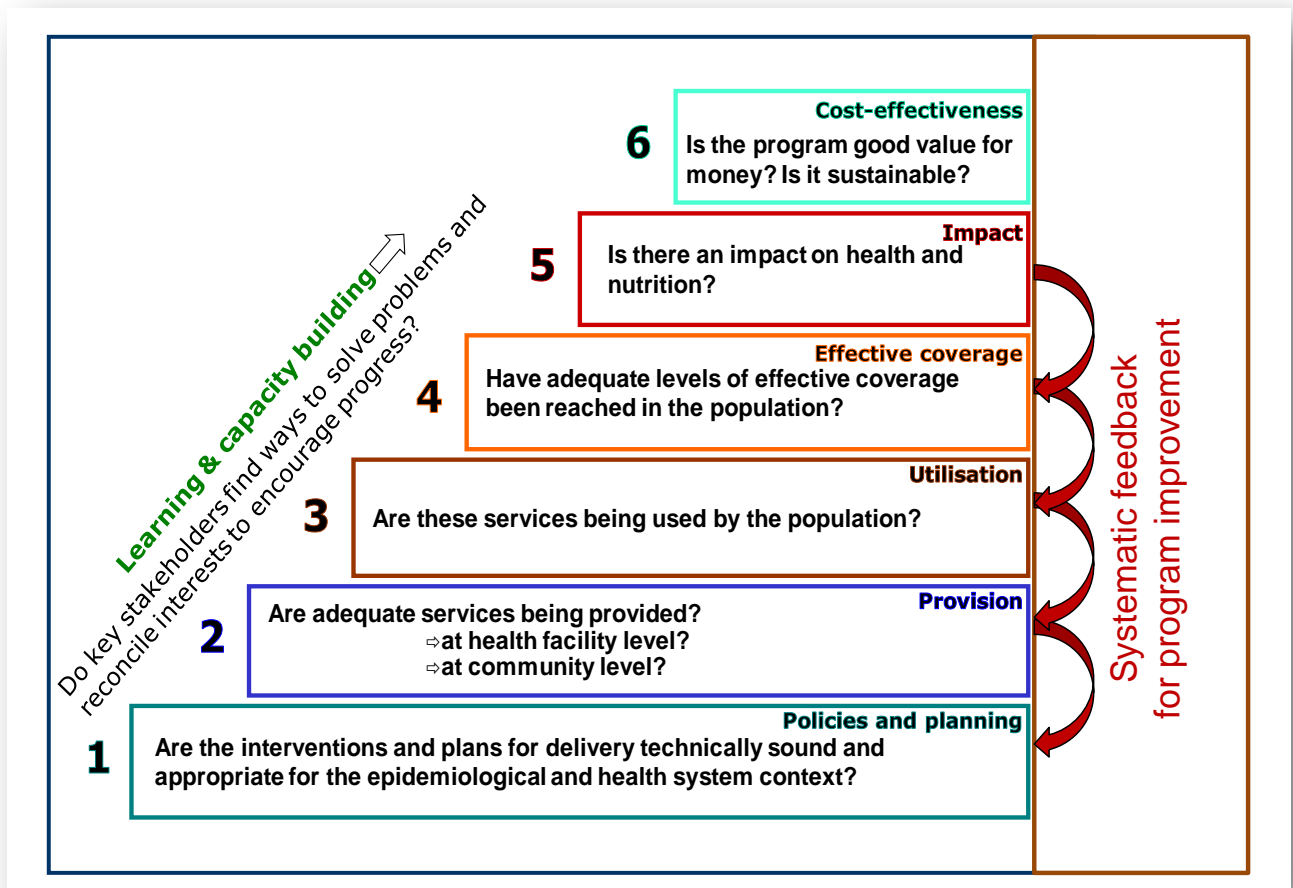 6
Cost-effectiveness
Is the program good value for
money? Is it sustainable?
5
Impact
Is there an impact on health and
nutrition?
4
Effective coverage
Have adequate levels of effective coverage
been reached in the population?
3
Utilisation
Are these services being used by the population?
2
Provision
Are adequate services being provided?
⇨at health facility level?
⇨at community level?
1
Policies and planning
Are the interventions and plans for delivery technically sound and
appropriate for the epidemiological and health system context?
Learning & capacity building
Do key stakeholders find ways to solve problems and
reconcile interests to encourage progress?
Systematic feedback
for program improvement